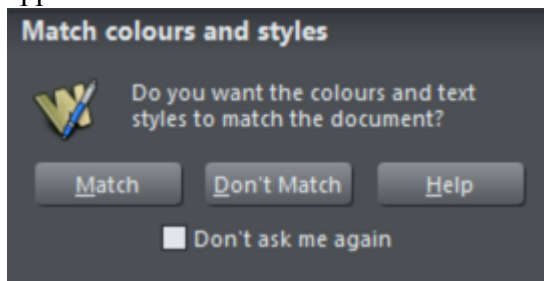 Match colours and styles
Do you want the colours and text
styles to match the document?
Match Don't Match Help
Don't ask me again